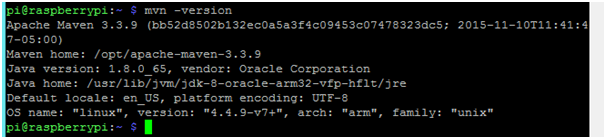 pi@raspberrypi:~ $ mvn -version
Apache Maven 3.3.9 (bb52d8502b132ec0a5a3f4c09453c07478323dc5; 2015-11-10T11:41:4
7-05:00)
Maven home: /opt/apache-maven-3.3.9
Java version: 1.8.0_65, vendor: Oracle Corporation
Java home: /usr/lib/jvm/jdk-8-oracle-arm32-vfp-hflt/jre
Default locale: en_US, platform encoding: UTF-8
OS name: "linux", version: "4.4.9-v7+", arch: "arm", family: "unix"
pi@raspberrypi:~ $